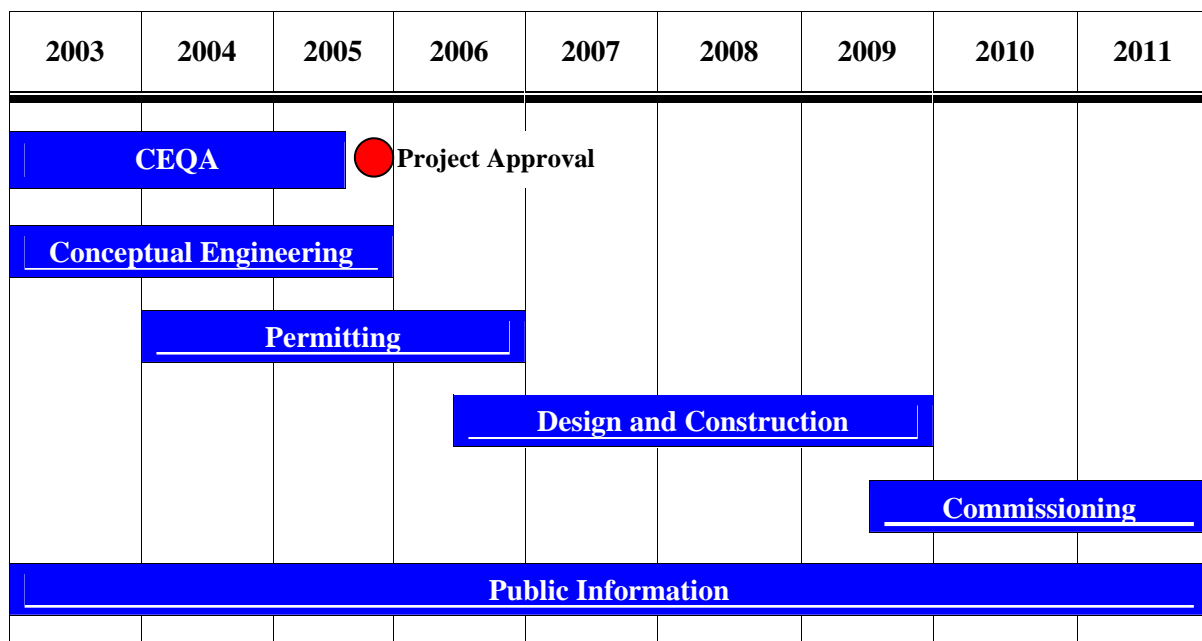 2003 2004 2005 2006 2007 2008 2009 2010 2011
CEQA Project Approval
Conceptual Engineering
Permitting
Design and Construction
Commissioning
Public Information